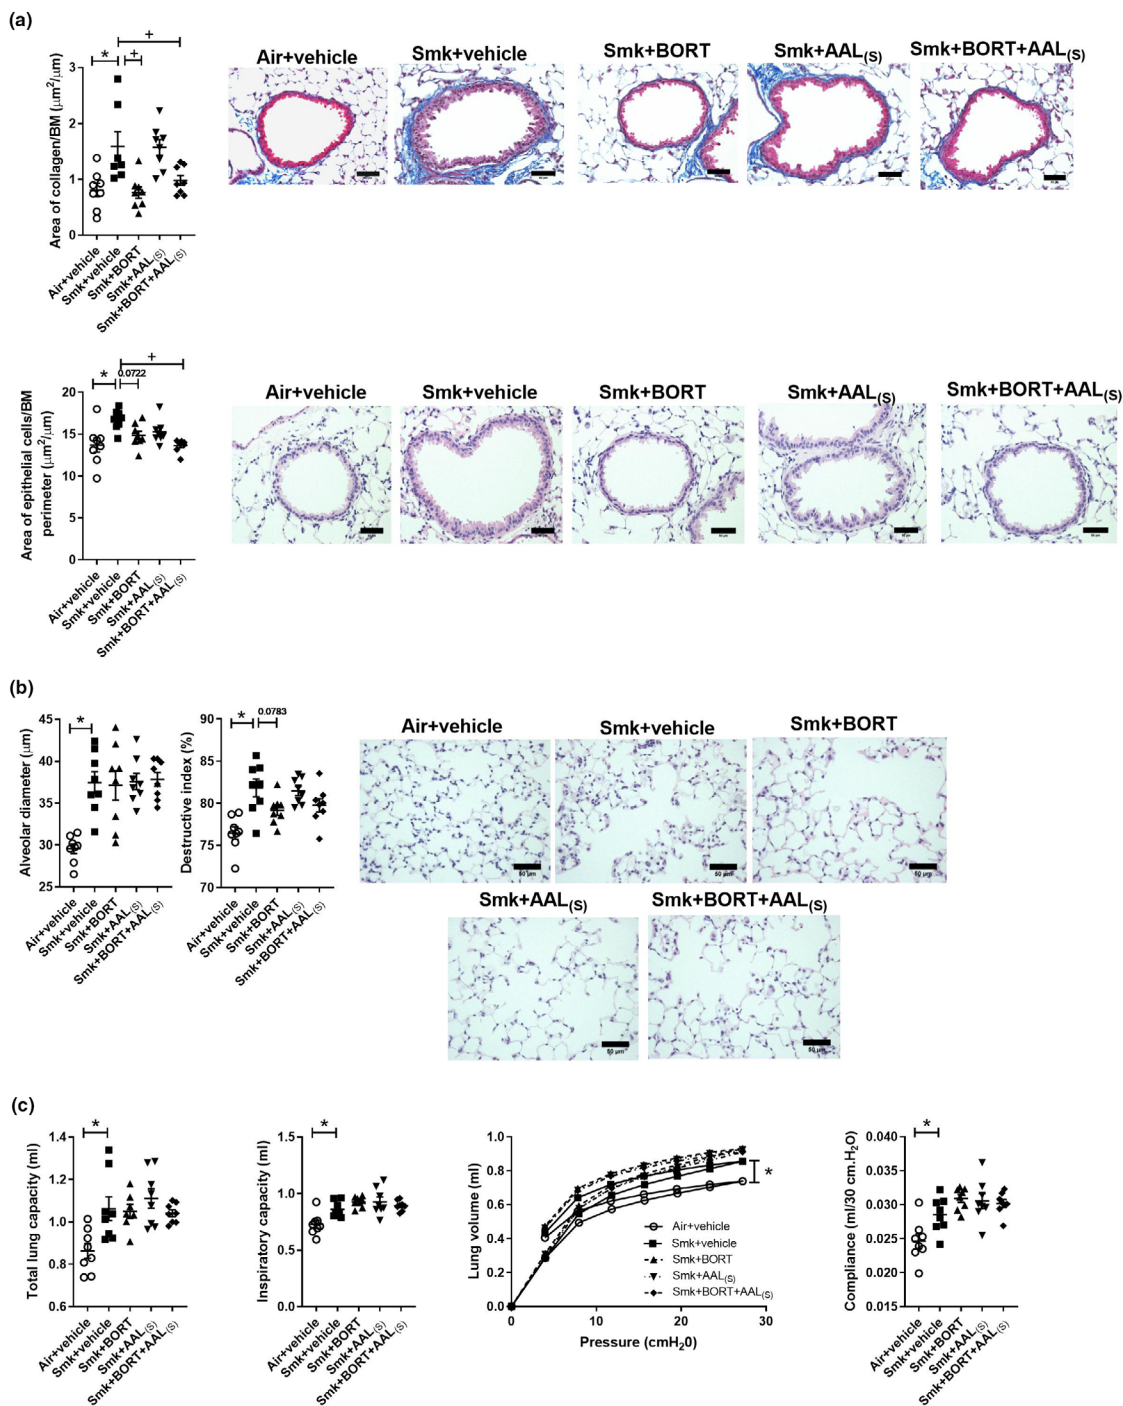 (a)
Area of collagen/BM (μm²/μm)
3
2
1
0
*
+
+
Air+vehicle
Smk+vehicle
Smk+BORT
Smk+AAL(S)
Smk+BORT+AAL(S)
Air+vehicle
Smk+vehicle
Smk+BORT
Smk+AAL(S)
Smk+BORT+AAL(S)
Area of epithelial cells/BM
perimeter (μm²/μm)
20
15
10
5
0
*
0.0722
+
Air+vehicle
Smk+vehicle
Smk+BORT
Smk+AAL(S)
Smk+BORT+AAL(S)
Air+vehicle
Smk+vehicle
Smk+BORT
Smk+AAL(S)
Smk+BORT+AAL(S)
(b)
Alveolar diameter (μm)
45
40
35
30
25
*
Air+vehicle
Smk+vehicle
Smk+BORT
Smk+AAL(S)
Smk+BORT+AAL(S)
Destructive index (%)
90
85
80
75
70
*
0.0783
Air+vehicle
Smk+vehicle
Smk+BORT
Smk+AAL(S)
Smk+BORT+AAL(S)
Air+vehicle
Smk+vehicle
Smk+BORT
50 μm
50 μm
50 μm
Smk+AAL(S)
Smk+BORT+AAL(S)
50 μm
50 μm
(c)
Total lung capacity (ml)
1.4
1.2
1.0
0.8
0.6
*
Air+vehicle
Smk+vehicle
Smk+BORT
Smk+AAL(S)
Smk+BORT+AAL(S)
Inspiratory capacity (ml)
1.5
1.0
0.5
0.0
*
Air+vehicle
Smk+vehicle
Smk+BORT
Smk+AAL(S)
Smk+BORT+AAL(S)
Lung volume (ml)
1.0
0.8
0.6
0.4
0.2
0.0
*
Air+vehicle
Smk+vehicle
Smk+BORT
Smk+AAL(S)
Smk+BORT+AAL(S)
0
10
20
30
Pressure (cmH₂0)
Compliance (ml/30 cm.H₂O)
0.040
0.035
0.030
0.025
0.020
0.015
*
Air+vehicle
Smk+vehicle
Smk+BORT
Smk+AAL(S)
Smk+BORT+AAL(S)